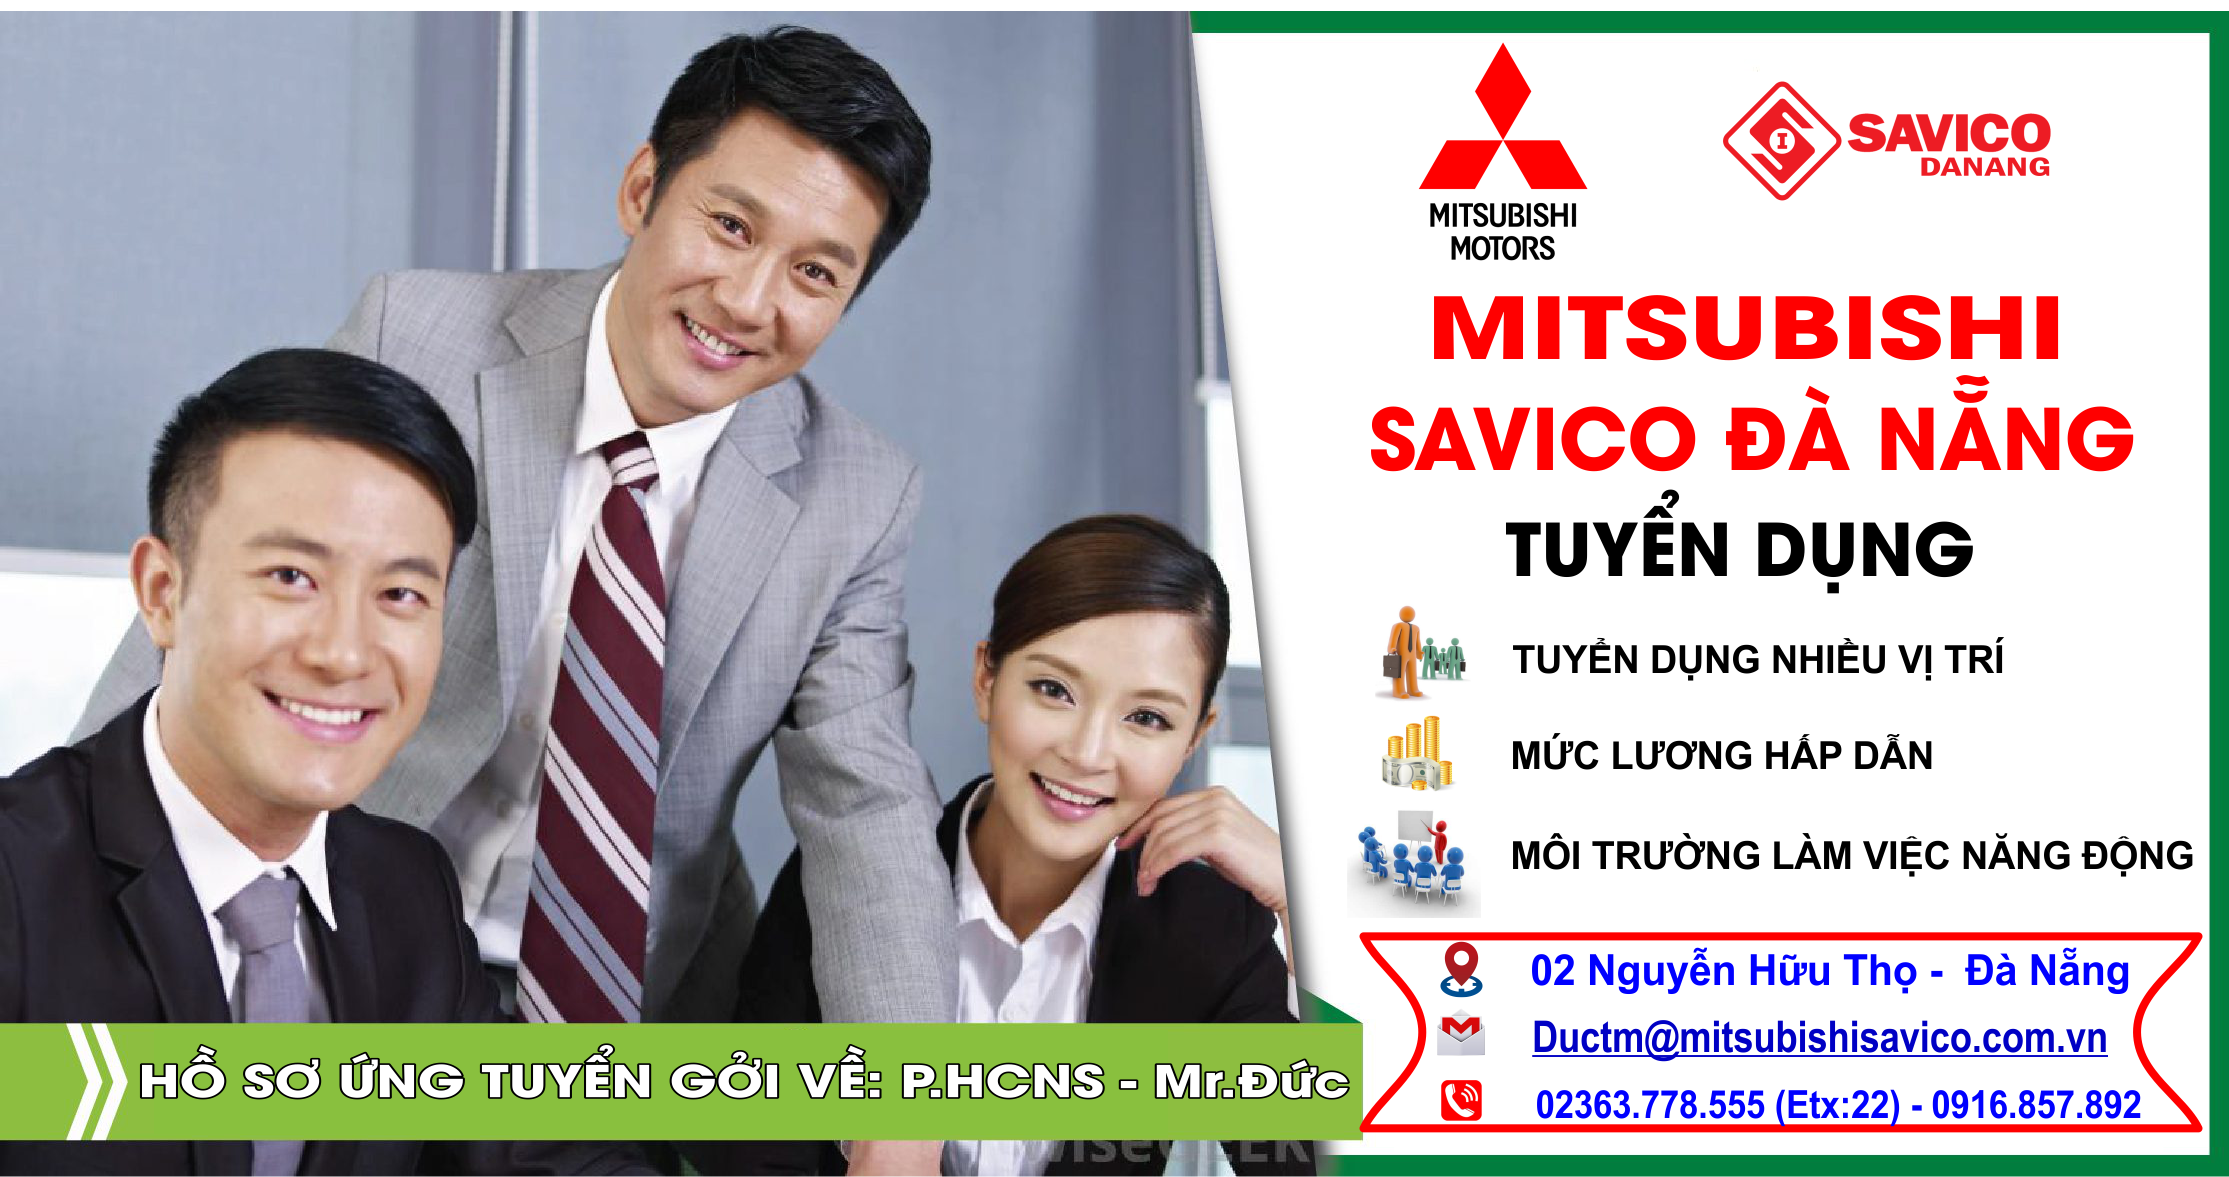 MITSUBISHI
MOTORS
SAVICO
DANANG
MITSUBISHI
SAVICO ĐÀ NẴNG
TUYỂN DỤNG
TUYỂN DỤNG NHIỀU VỊ TRÍ
MỨC LƯƠNG HẤP DẪN
MÔI TRƯỜNG LÀM VIỆC NĂNG ĐỘNG
02 Nguyễn Hữu Thọ - Đà Nẵng
Ductm@mitsubishisavico.com.vn
02363.778.555 (Etx:22) - 0916.857.892
HỒ SƠ ỨNG TUYỂN GỞI VỀ: P.HCNS - Mr.Đức